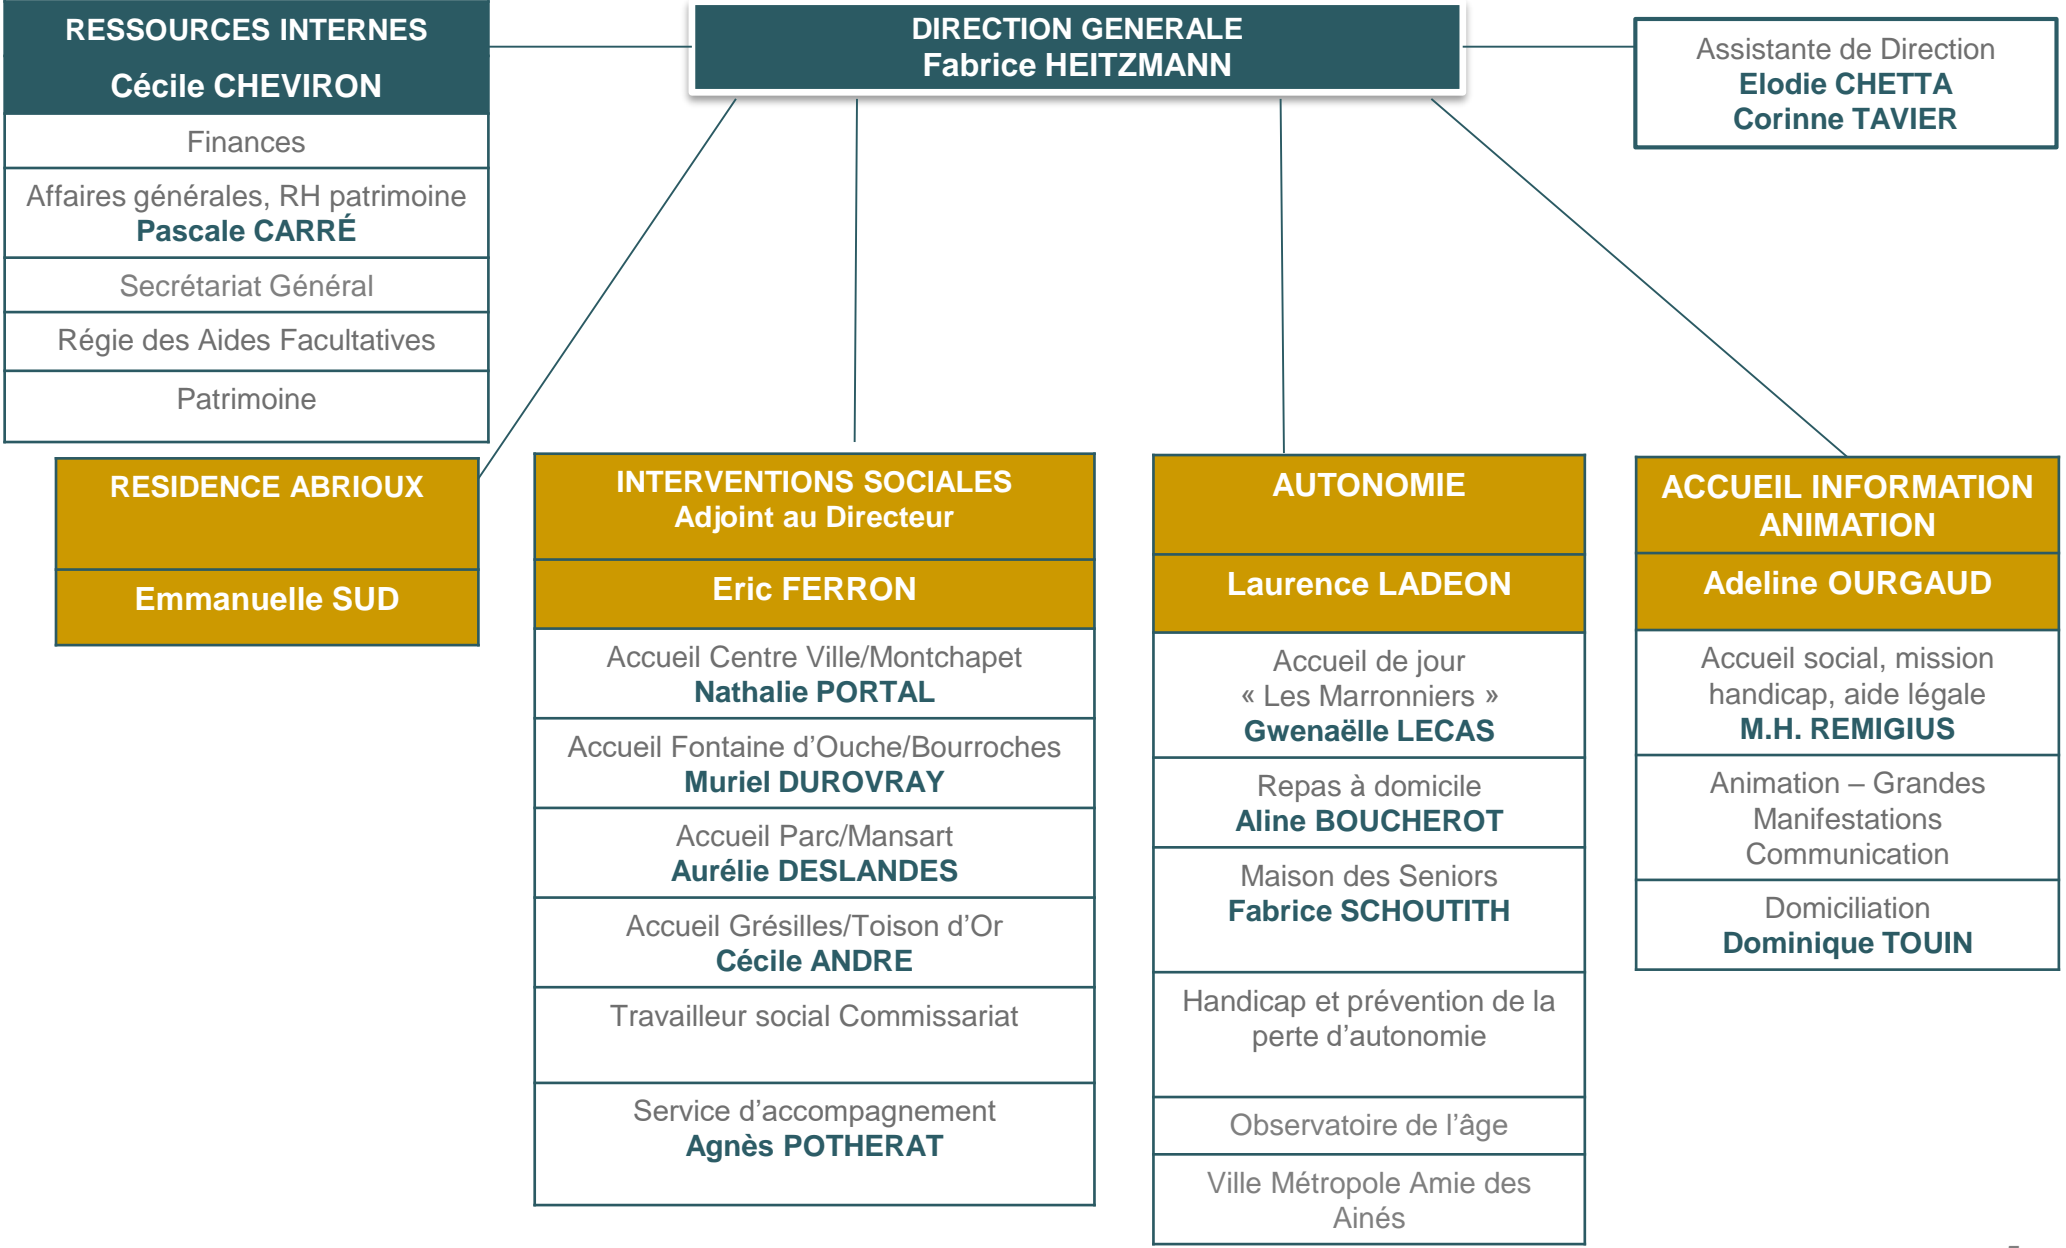 RESSOURCES INTERNES
Cécile CHEVIRON
Finances
Affaires générales, RH patrimoine
Pascale CARRÉ
Secrétariat Général
Régie des Aides Facultatives
Patrimoine
DIRECTION GENERALE
Fabrice HEITZMANN
Assistante de Direction
Elodie CHETTA
Corinne TAVIER
RESIDENCE ABRIOUX
Emmanuelle SUD
INTERVENTIONS SOCIALES
Adjoint au Directeur
Eric FERRON
Accueil Centre Ville/Montchapet
Nathalie PORTAL
Accueil Fontaine d’Ouche/Bourroches
Muriel DUROVRAY
Accueil Parc/Mansart
Aurélie DESLANDES
Accueil Grésilles/Toison d’Or
Cécile ANDRE
Travailleur social Commissariat
Service d’accompagnement
Agnès POTHERAT
AUTONOMIE
Laurence LADEON
Accueil de jour
« Les Marronniers »
Gwenaëlle LECAS
Repas à domicile
Aline BOUCHEROT
Maison des Seniors
Fabrice SCHOUTITH
Handicap et prévention de la
perte d’autonomie
Observatoire de l’âge
Ville Métropole Amie des
Ainés
ACCUEIL INFORMATION
ANIMATION
Adeline OURGAUD
Accueil social, mission
handicap, aide légale
M.H. REMIGIUS
Animation – Grandes
Manifestations
Communication
Domiciliation
Dominique TOUIN